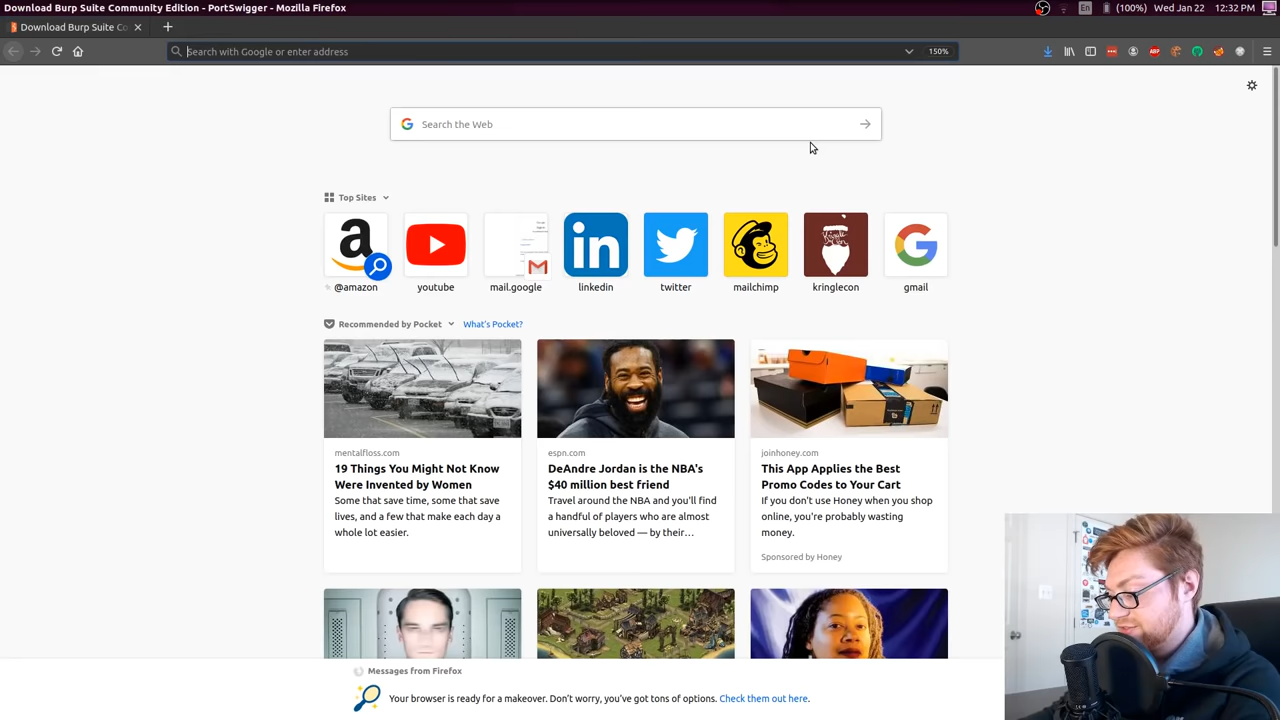 Download Burp Suite Community Edition - PortSwigger - Mozilla Firefox
En
(100%) Wed Jan 22
12:32 PM
Download Burp Suite Co
Search with Google or enter address
150%
ABP
Search the Web
Top Sites
@amazon
youtube
mail.google
linkedin
twitter
mailchimp
kringlecon
gmail
Recommended by Pocket
What's Pocket?
mentalfloss.com
19 Things You Might Not Know
Were Invented by Women
Some that save time, some that save
lives, and a few that make each day a
whole lot easier.
espn.com
DeAndre Jordan is the NBA's
$40 million best friend
Travel around the NBA and you'll find
a handful of players who are almost
universally beloved — by their…
joinhoney.com
This App Applies the Best
Promo Codes to Your Cart
If you don't use Honey when you shop
online, you're probably wasting
money.
Sponsored by Honey
Messages from Firefox
Your browser is ready for a makeover. Don't worry, you've got tons of options. Check them out here.